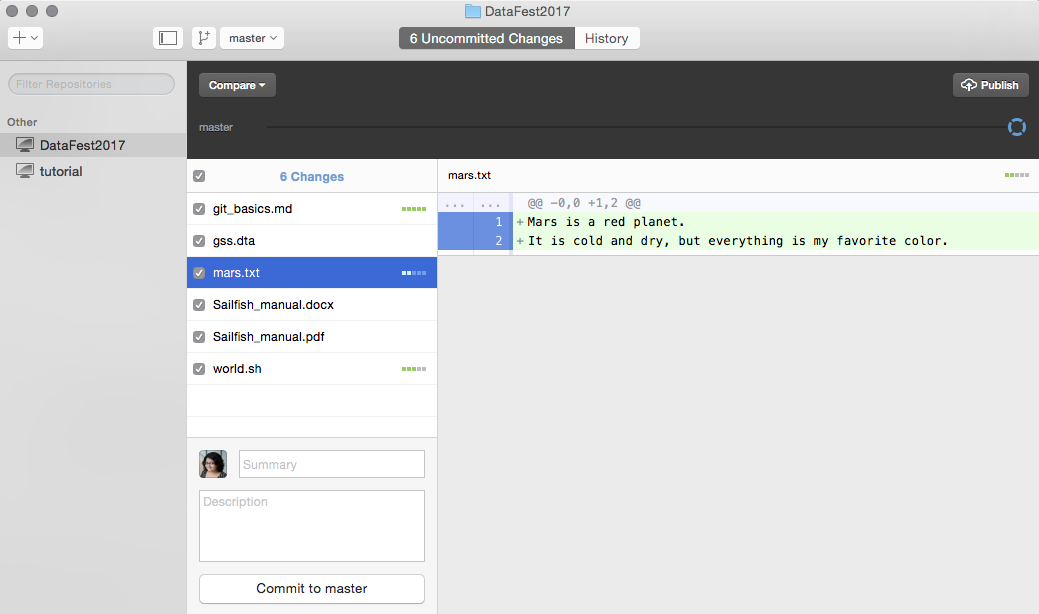 DataFest2017
master
6 Uncommitted Changes
History
Filter Repositories
Compare
Publish
Other
master
DataFest2017
tutorial
6 Changes
mars.txt
git_basics.md
gss.dta
mars.txt
Sailfish_manual.docx
Sailfish_manual.pdf
world.sh
... ... @@ -0,0 +1,2 @@
1 +Mars is a red planet.
2 +It is cold and dry, but everything is my favorite color.
Summary
Description
Commit to master